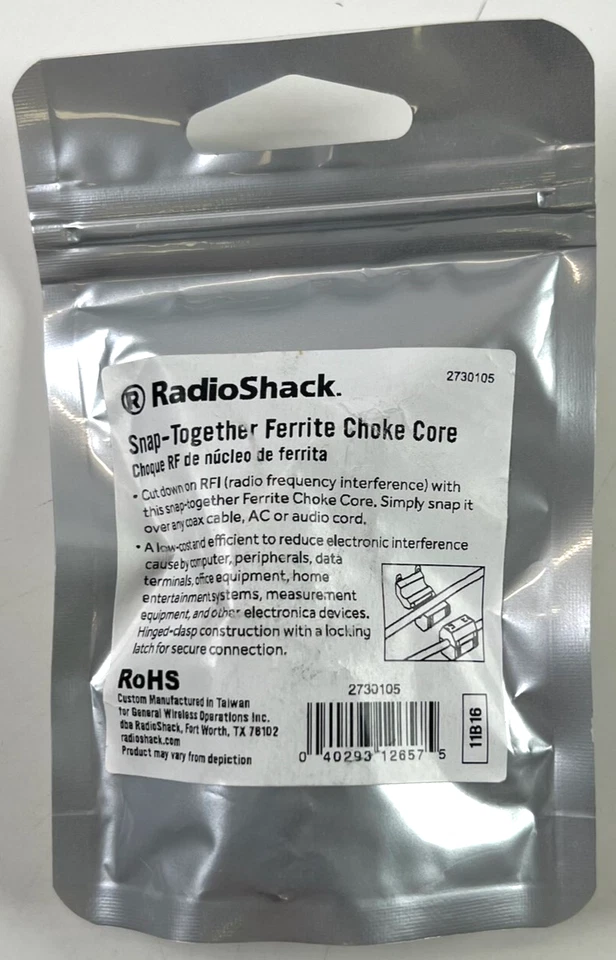 ® RadioShack.
2730105
Snap-Together Ferrite Choke Core
Choque RF de núcleo de ferrita
• Cut down on RFI (radio frequency interference) with
this snap-together Ferrite Choke Core. Simply snap it
over any coax cable, AC or audio cord.
• A low-cost and efficient to reduce electronic interference
cause by computer, peripherals, data
terminals, office equipment, home
entertainment systems, measurement
equipment, and other electronica devices.
Hinged-clasp construction with a locking
latch for secure connection.
RoHS
Custom Manufactured in Taiwan
for General Wireless Operations Inc.
dba RadioShack, Fort Worth, TX 76102
radioshack.com
Product may vary from depiction
2730105
0 40293 12657 5
11B16